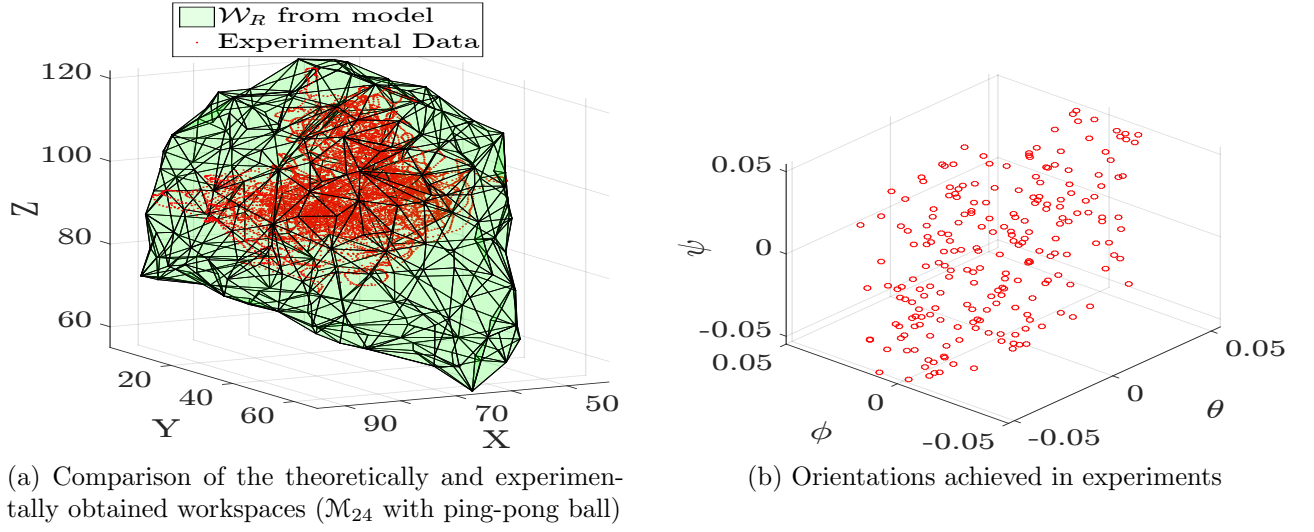 𝒲_R from model
Experimental Data
120
100
80
60
Z
20
40
60
Y
90
70
50
X
0.05
0
-0.05
ψ
0.05
0
-0.05
ϕ
-0.05
0
0.05
θ
(a) Comparison of the theoretically and experimen-
tally obtained workspaces (ℳ₂₄ with ping-pong ball)
(b) Orientations achieved in experiments